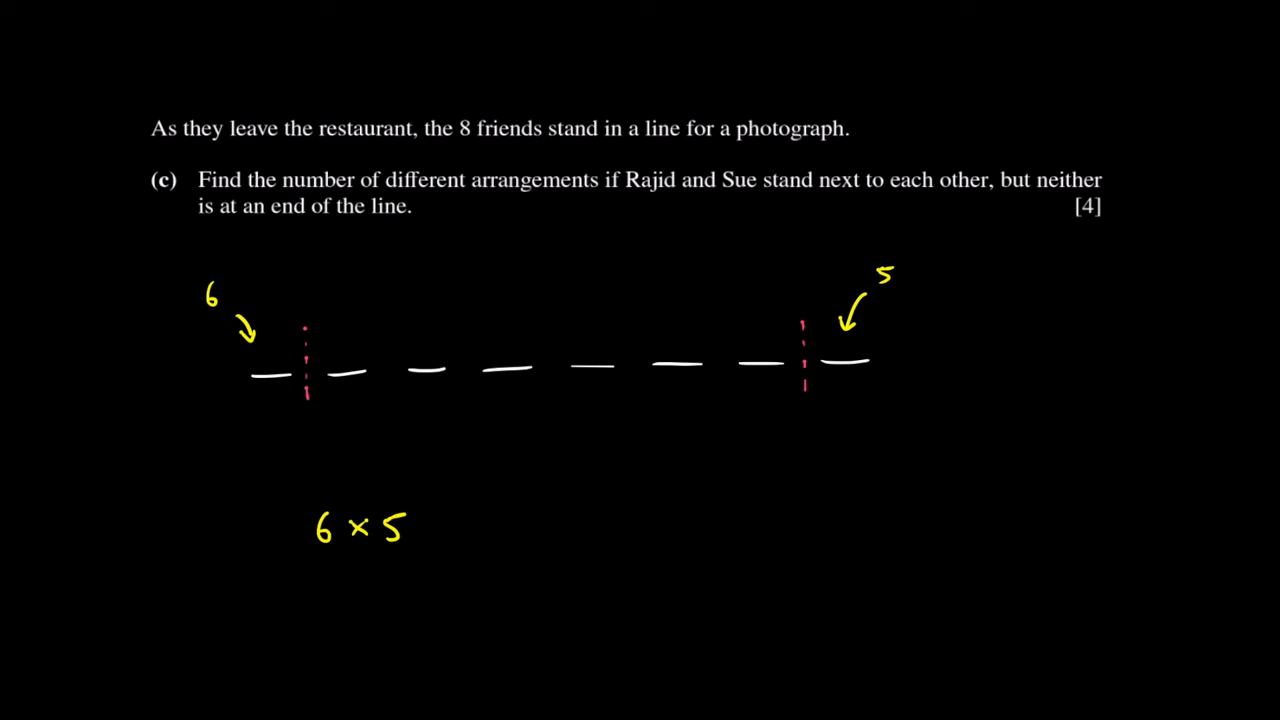 As they leave the restaurant, the 8 friends stand in a line for a photograph.
(c) Find the number of different arrangements if Rajid and Sue stand next to each other, but neither
is at an end of the line. [4]
6 5
6 × 5